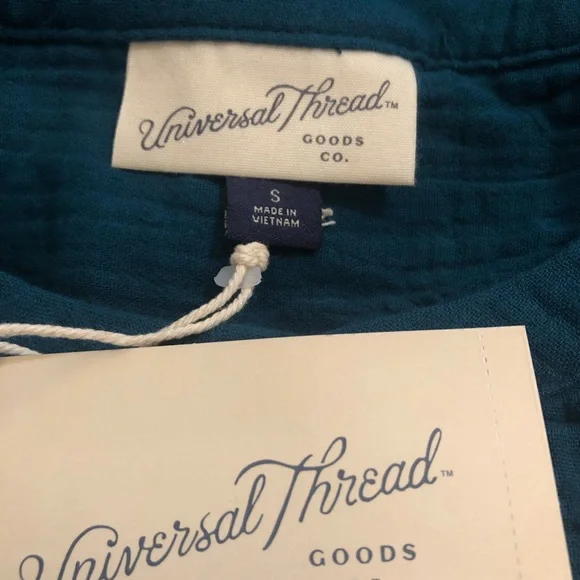 Universal Thread™
GOODS
CO.
S
MADE IN
VIETNAM
Universal Thread™
GOODS